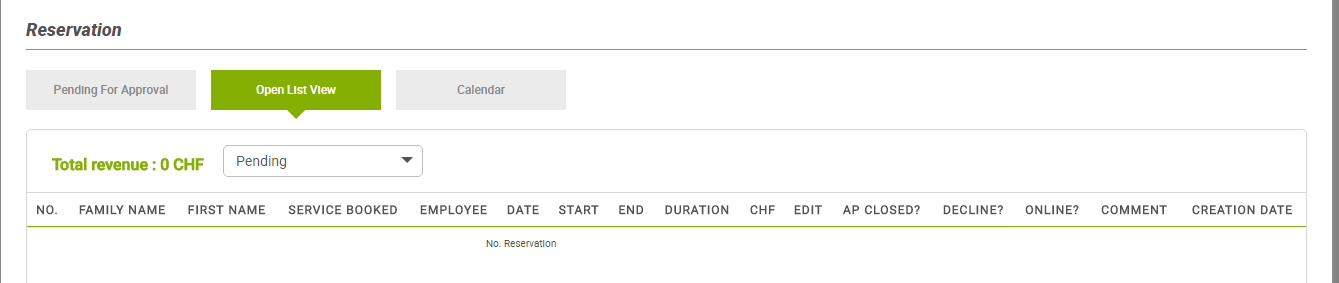 Reservation
Pending For Approval Open List View Calendar
Total revenue : 0 CHF Pending
NO. FAMILY NAME FIRST NAME SERVICE BOOKED EMPLOYEE DATE START END DURATION CHF EDIT AP CLOSED? DECLINE? ONLINE? COMMENT CREATION DATE
No. Reservation